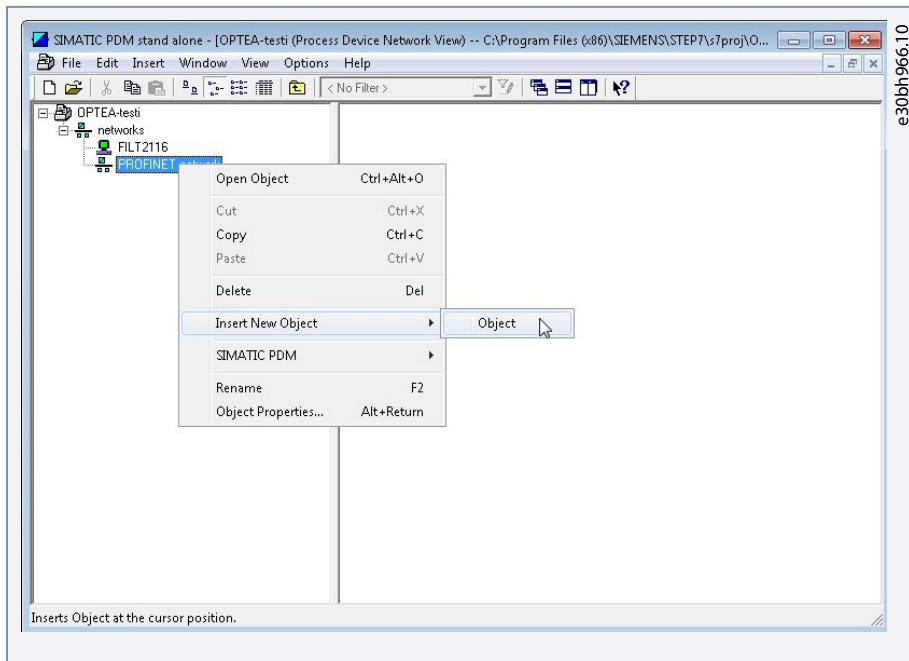 SIMATIC PDM stand alone - [OPTEA-testi (Process Device Network View) -- C:\Program Files (x86)\SIEMENS\STEP7\s7proj\O...
File Edit Insert Window View Options Help
< No Filter >
OPTEA-testi
networks
FILT2116
PROFINET network
Open Object Ctrl+Alt+O
Cut Ctrl+X
Copy Ctrl+C
Paste Ctrl+V
Delete Del
Insert New Object
Object
SIMATIC PDM
Rename F2
Object Properties... Alt+Return
Inserts Object at the cursor position.
e30bh966.10